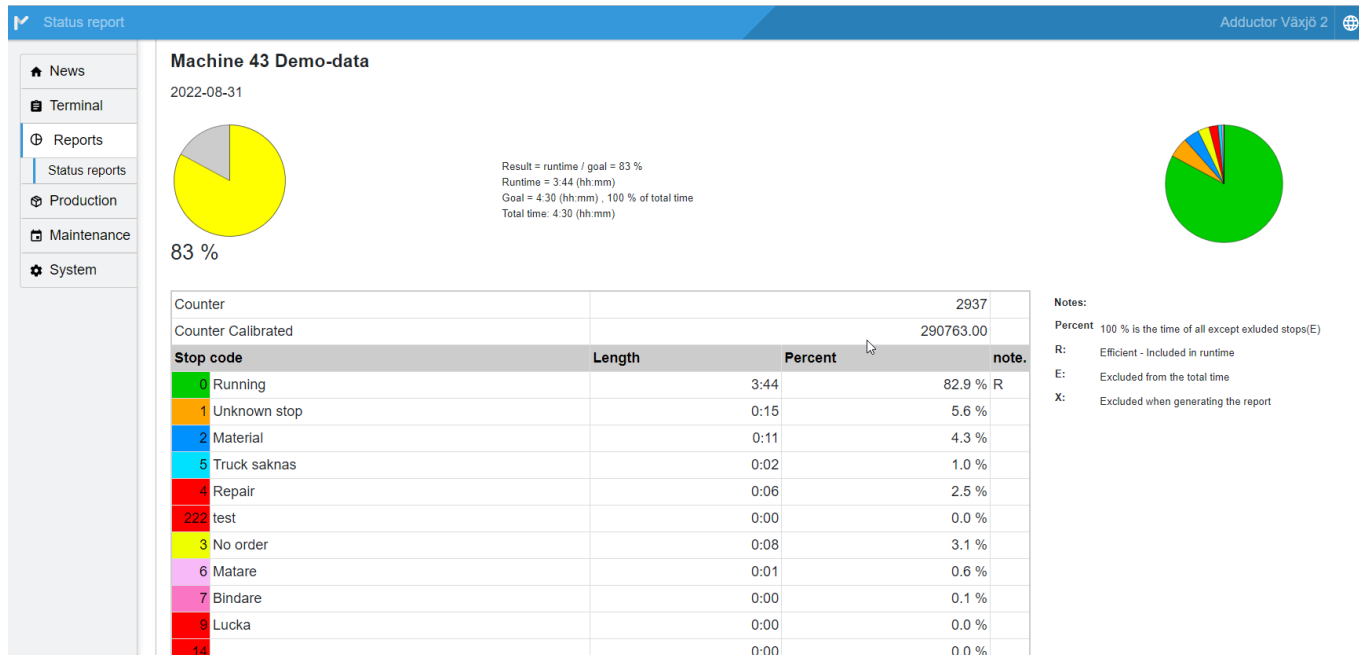 Status report
Adductor Växjö 2
News
Terminal
Reports
Status reports
Production
Maintenance
System
Machine 43 Demo-data
2022-08-31
83 %
Result = runtime / goal = 83 %
Runtime = 3:44 (hh:mm)
Goal = 4:30 (hh:mm) , 100 % of total time
Total time: 4:30 (hh:mm)
Counter 2937
Counter Calibrated 290763.00
Stop code Length Percent note.
0 Running 3:44 82.9 % R
1 Unknown stop 0:15 5.6 %
2 Material 0:11 4.3 %
5 Truck saknas 0:02 1.0 %
4 Repair 0:06 2.5 %
222 test 0:00 0.0 %
3 No order 0:08 3.1 %
6 Matare 0:01 0.6 %
7 Bindare 0:00 0.1 %
9 Lucka 0:00 0.0 %
14 0:00 0.0 %
Notes:
Percent 100 % is the time of all except exluded stops(E)
R: Efficient - Included in runtime
E: Excluded from the total time
X: Excluded when generating the report